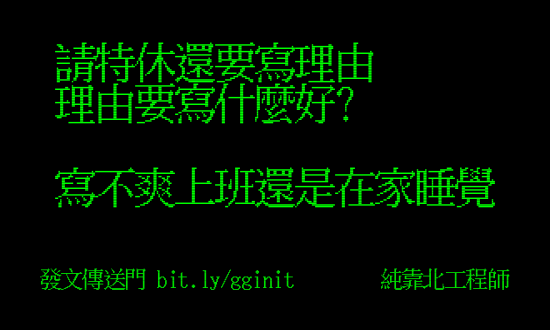 請特休還要寫理由
理由要寫什麼好?
寫不爽上班還是在家睡覺
發文傳送門 bit.ly/gginit 純靠北工程師